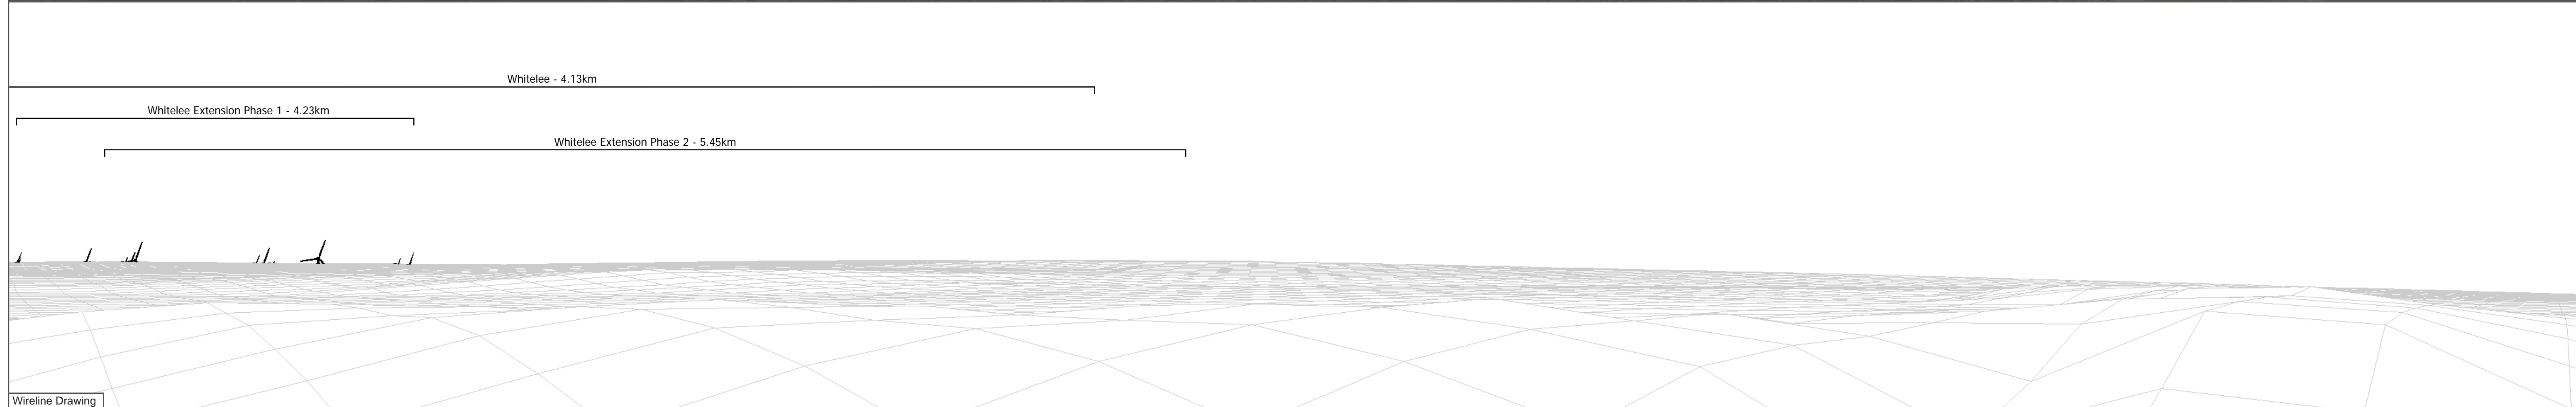 Whitelee - 4.13km
Whitelee Extension Phase 1 - 4.23km
Whitelee Extension Phase 2 - 5.45km
Wireline Drawing